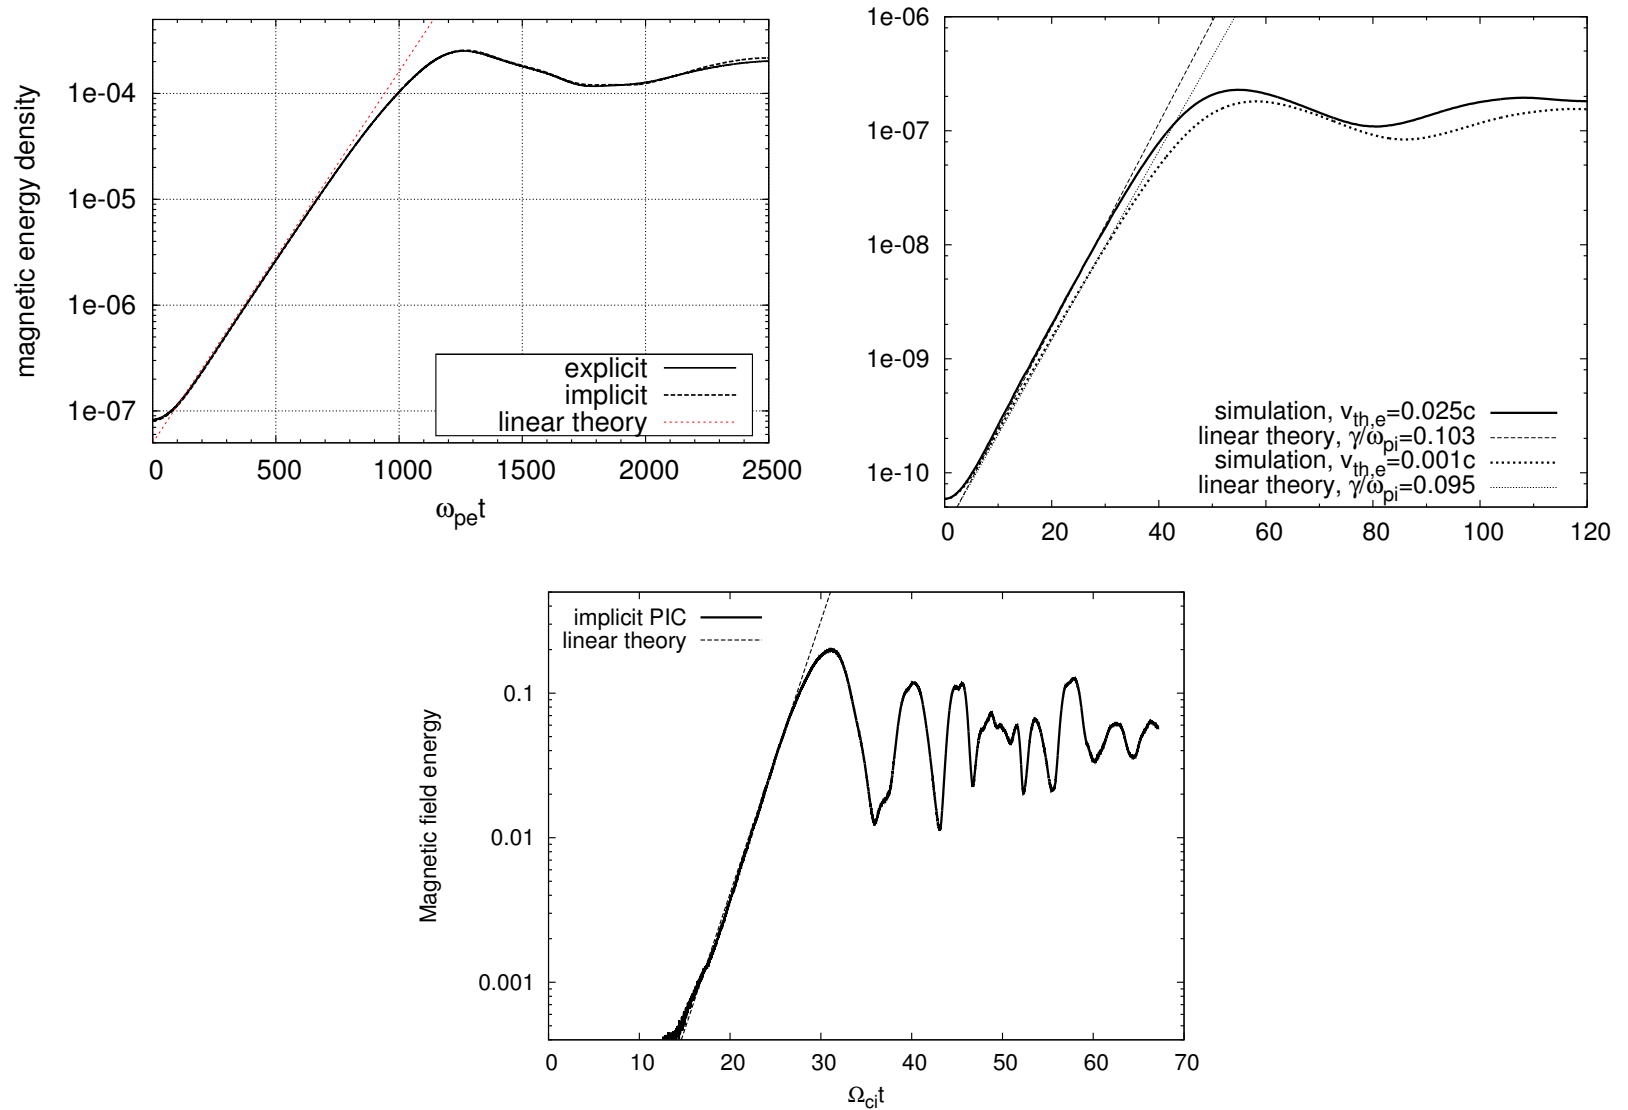 magnetic energy density
1e-04
1e-05
1e-06
1e-07
explicit
implicit
linear theory
0 500 1000 1500 2000 2500
ωpet
1e-06
1e-07
1e-08
1e-09
1e-10
simulation, vth,e=0.025c
linear theory, γ/ωpi=0.103
simulation, vth,e=0.001c
linear theory, γ/ωpi=0.095
0 20 40 60 80 100 120
Magnetic field energy
implicit PIC
linear theory
0.1
0.01
0.001
0 10 20 30 40 50 60 70
Ωcit